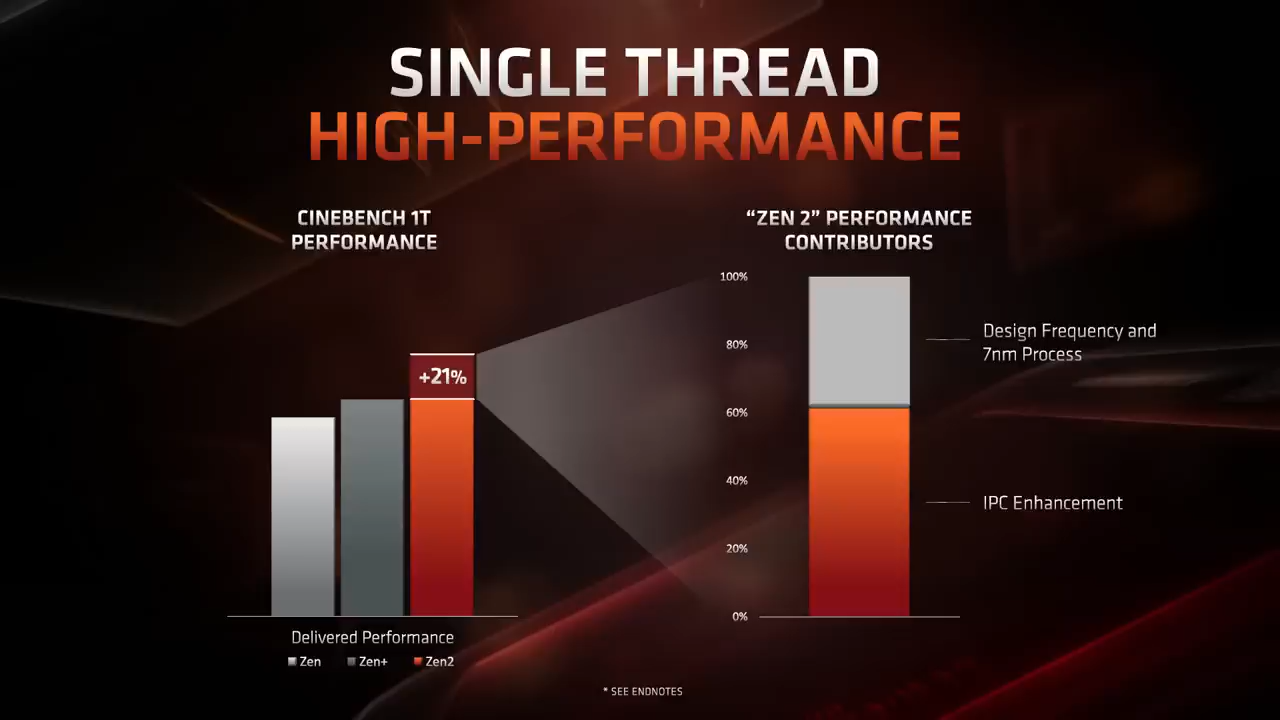 SINGLE THREAD
HIGH-PERFORMANCE
CINEBENCH 1T
PERFORMANCE
+21%
Delivered Performance
Zen Zen+ Zen2
“ZEN 2” PERFORMANCE
CONTRIBUTORS
100%
80%
60%
40%
20%
0%
Design Frequency and
7nm Process
IPC Enhancement
* SEE ENDNOTES